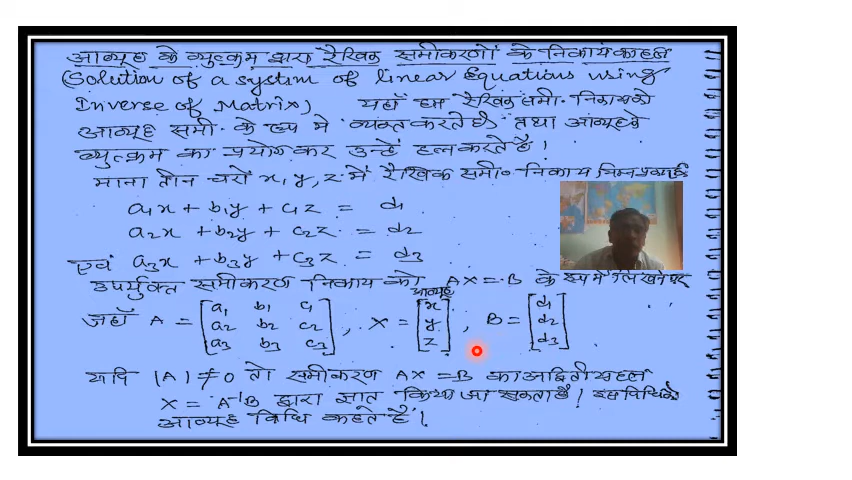 आव्यूह के व्युत्क्रम द्वारा रैखिक समीकरणों के निकाय का हल
(Solution of a system of linear Equations using
Inverse of Matrix) यहाँ हम रैखिक समी. निकाय को
आव्यूह समी. के रूप में व्यक्त करते हैं तथा आव्यूह के
व्युत्क्रम का प्रयोग कर उन्हें हल करते है।
माना तीन चरों x, y, z में रैखिक समी० निकाय निम्न
a1x + b1y + c1z = d1
a2x + b2y + c2z = d2
एवं a3x + b3y + c3z = d3
उपर्युक्त समीकरण निकाय को AX = B के रूप में लिखने पर
आव्यूह
जहाँ A = [a1 b1 c1; a2 b2 c2; a3 b3 c3], X = [x; y; z], B = [d1; d2; d3]
यदि |A| ≠ 0 तो समीकरण AX = B का अद्वितीय हल
X = A⁻¹B द्वारा ज्ञात किया जा सकता है। इस विधि को
आव्यूह विधि कहते है।